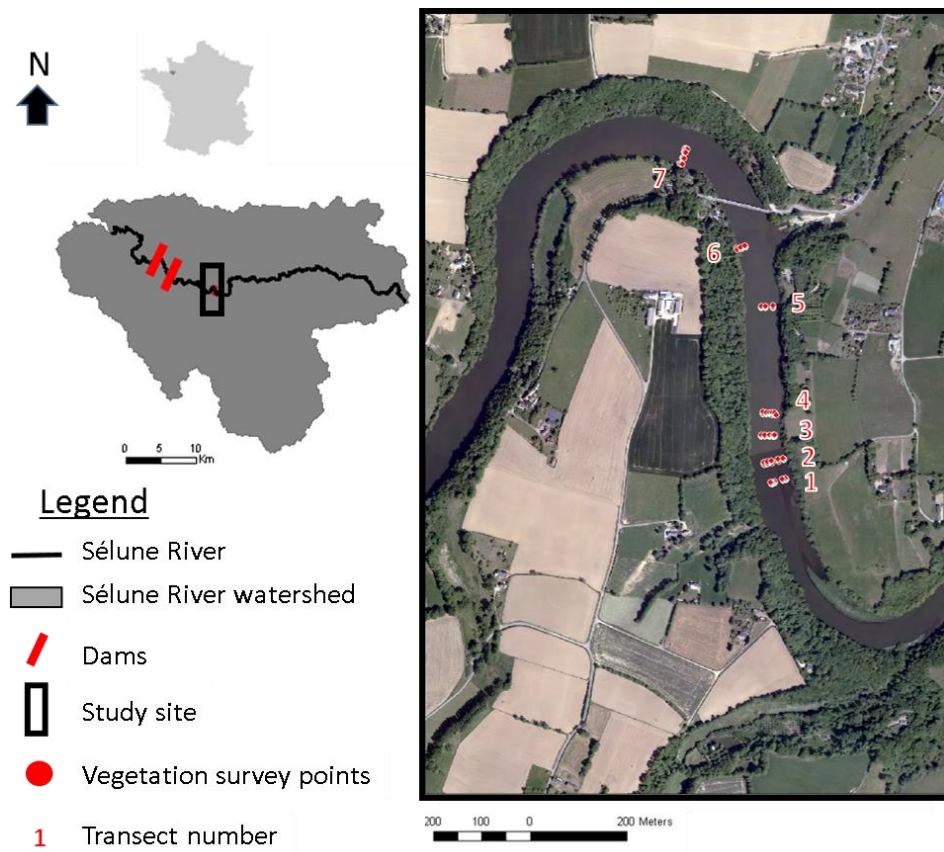 N
0 5 10
Km
Legend
Sélune River
Sélune River watershed
Dams
Study site
Vegetation survey points
1 Transect number
7
6
5
4
3
2
1
200 100 0 200 Meters